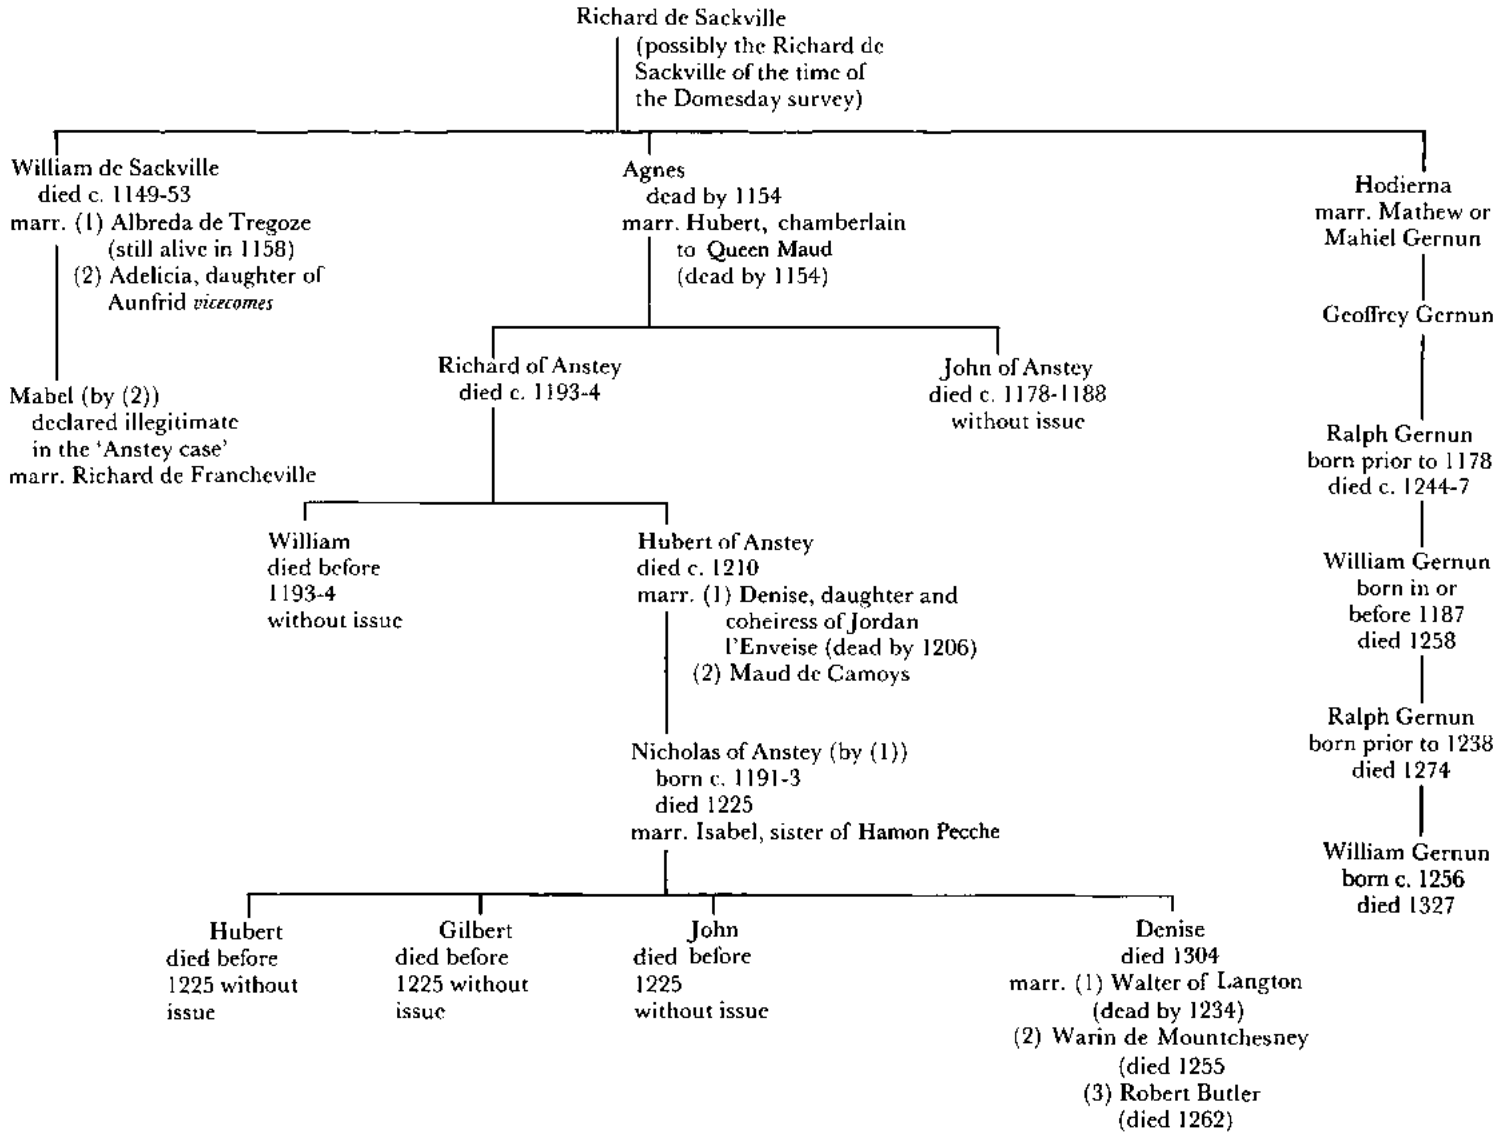 Richard de Sackville
(possibly the Richard de
Sackville of the time of
the Domesday survey)
William de Sackville
died c. 1149-53
marr. (1) Albreda de Tregoze
(still alive in 1158)
(2) Adelicia, daughter of
Aunfrid vicecomes
Mabel (by (2))
declared illegitimate
in the 'Anstey case'
marr. Richard de Francheville
Agnes
dead by 1154
marr. Hubert, chamberlain
to Queen Maud
(dead by 1154)
Richard of Anstey
died c. 1193-4
John of Anstey
died c. 1178-1188
without issue
William
died before
1193-4
without issue
Hubert of Anstey
died c. 1210
marr. (1) Denise, daughter and
coheiress of Jordan
l'Enveise (dead by 1206)
(2) Maud de Camoys
Nicholas of Anstey (by (1))
born c. 1191-3
died 1225
marr. Isabel, sister of Hamon Pecche
Hubert
died before
1225 without
issue
Gilbert
died before
1225 without
issue
John
died before
1225
without issue
Denise
died 1304
marr. (1) Walter of Langton
(dead by 1234)
(2) Warin de Mountchesney
(died 1255
(3) Robert Butler
(died 1262)
Hodierna
marr. Mathew or
Mahiel Gernun
Geoffrey Gernun
Ralph Gernun
born prior to 1178
died c. 1244-7
William Gernun
born in or
before 1187
died 1258
Ralph Gernun
born prior to 1238
died 1274
William Gernun
born c. 1256
died 1327